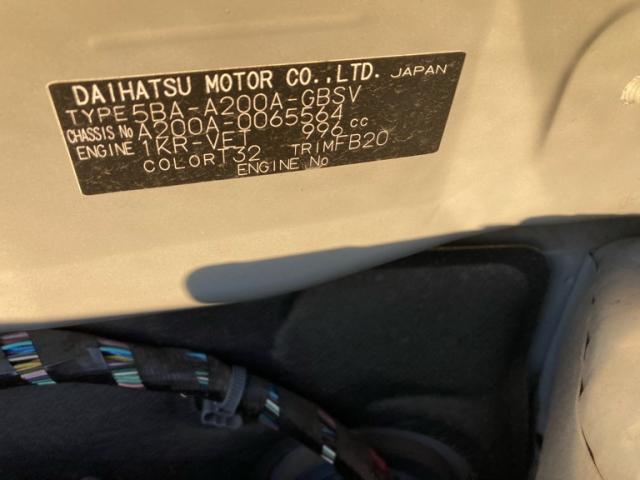 DAIHATSU MOTOR CO.,LTD. JAPAN
TYPE 5BA-A200A-GBSV
CHASSIS No A200A-0065564
ENGINE 1KR-VET 996 cc
COLOR T32 TRIM FB20
ENGINE No